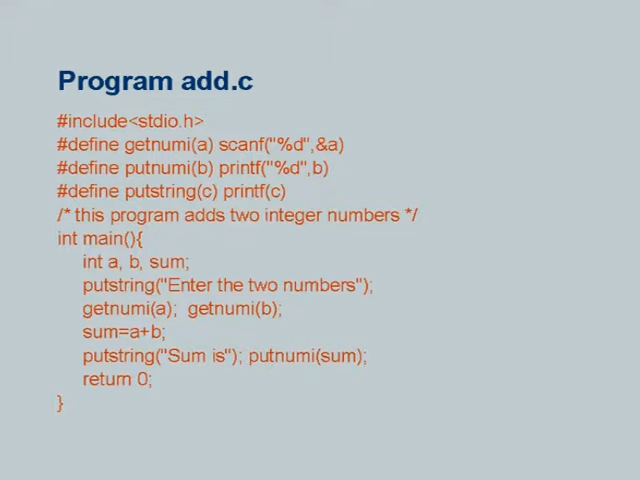 Program add.c
#include<stdio.h>
#define getnumi(a) scanf("%d",&a)
#define putnumi(b) printf("%d",b)
#define putstring(c) printf(c)
/* this program adds two integer numbers */
int main(){
int a, b, sum;
putstring("Enter the two numbers");
getnumi(a);  getnumi(b);
sum=a+b;
putstring("Sum is"); putnumi(sum);
return 0;
}